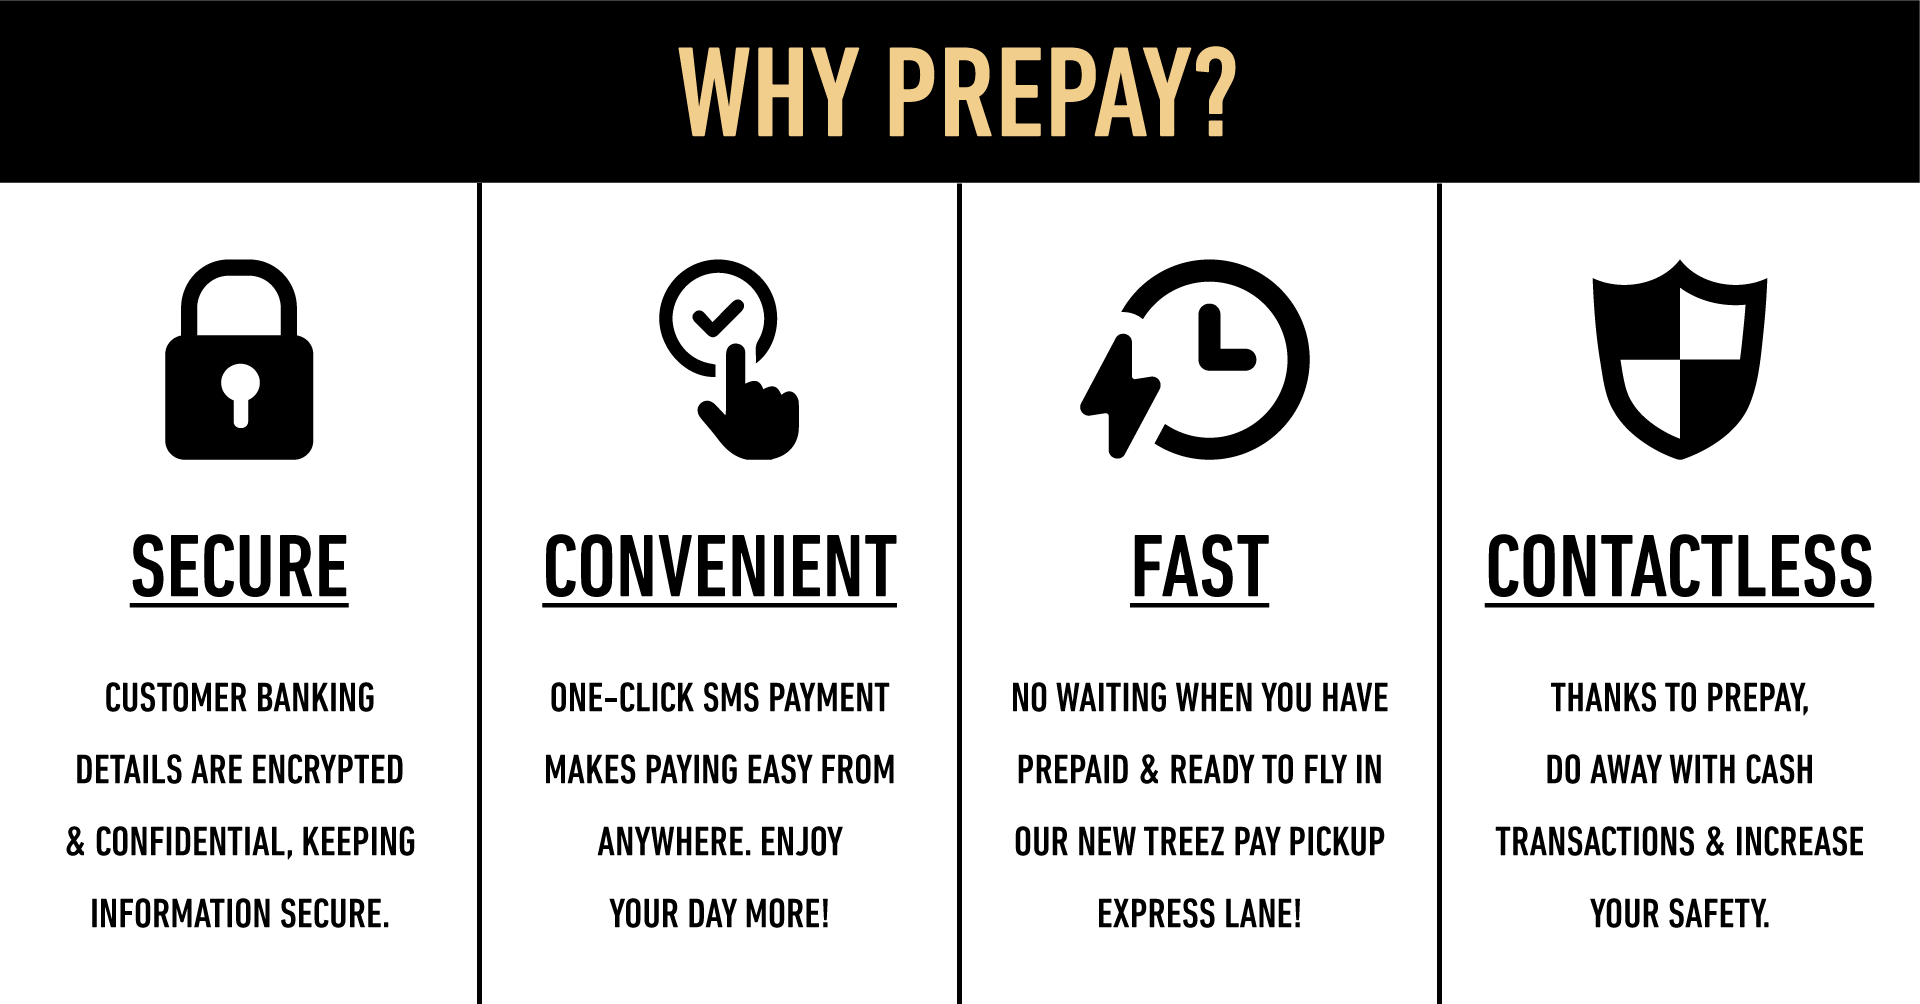 WHY PREPAY?
SECURE
CUSTOMER BANKING
DETAILS ARE ENCRYPTED
& CONFIDENTIAL, KEEPING
INFORMATION SECURE.
CONVENIENT
ONE-CLICK SMS PAYMENT
MAKES PAYING EASY FROM
ANYWHERE. ENJOY
YOUR DAY MORE!
FAST
NO WAITING WHEN YOU HAVE
PREPAID & READY TO FLY IN
OUR NEW TREEZ PAY PICKUP
EXPRESS LANE!
CONTACTLESS
THANKS TO PREPAY,
DO AWAY WITH CASH
TRANSACTIONS & INCREASE
YOUR SAFETY.